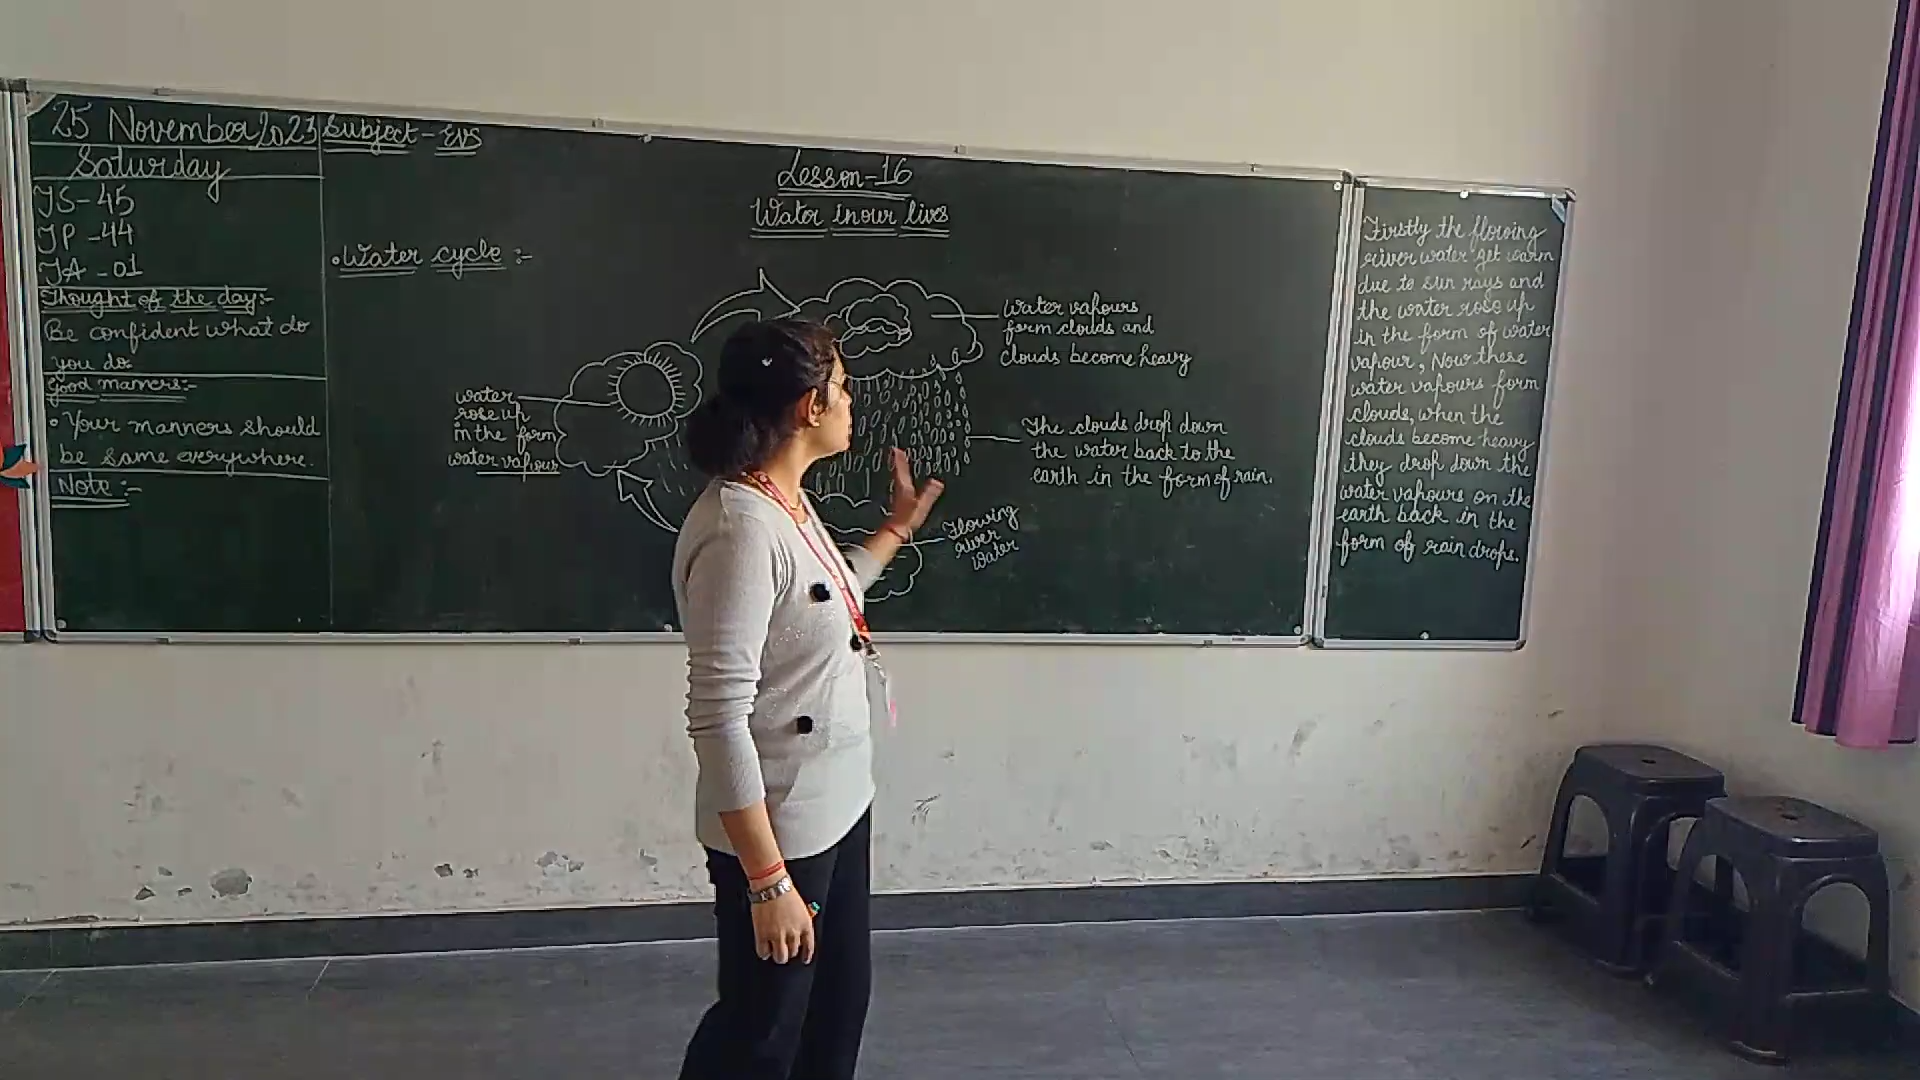 25 November 2023
Saturday
TS-45
TP-44
TA-01
Thought of the day:-
Be confident what do
you do.
Good manners:-
• Your manners should
be same everywhere.
Note:-
Subject-EVS
Lesson-16
Water in our lives
• Water cycle:-
water
rose up
in the form
water vapour
Water vapours
form clouds and
clouds become heavy
The clouds drop down
the water back to the
earth in the form of rain.
Flowing
river
water
Firstly the flowing
river water get warm
due to sun rays and
the water rose up
in the form of water
vapour, Now these
water vapours form
clouds, when the
clouds become heavy
they drop down the
water vapours on the
earth back in the
form of rain drops.